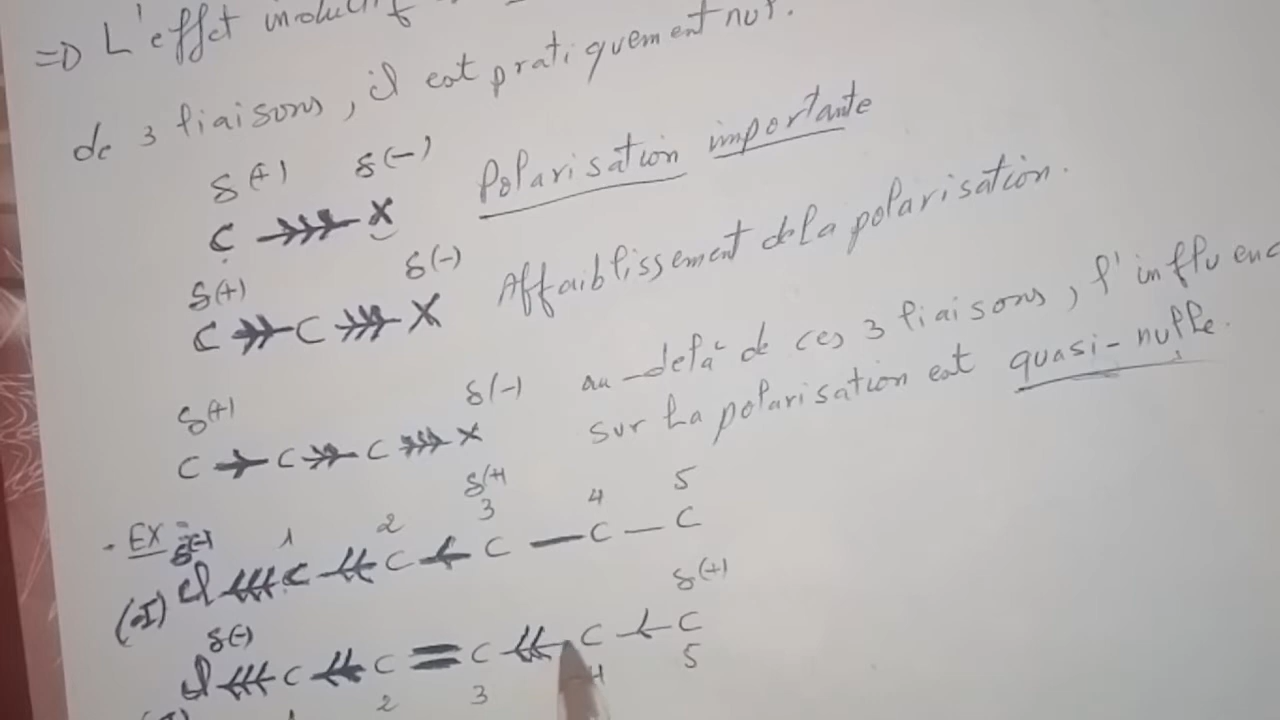 => L'effet inductif
de 3 liaisons, il est pratiquement nul.
δ(+) δ(-)
C →→→ X Polarisation importante
δ(+) δ(-)
C →→ C →→→ X Affaiblissement de la polarisation.
δ(+) δ(-)
C → C →→ C →→→ X au-delà de ces 3 liaisons, l'influenc
sur la polarisation est quasi-nulle.
. EX δ(-) 1 2 δ(+) 3 4 5
(-I) Cl ←←← C ←← C ← C — C — C
δ(-) δ(+)
Cl ←←← C ←← C = C ←← C ← C
1 2 3 4 5